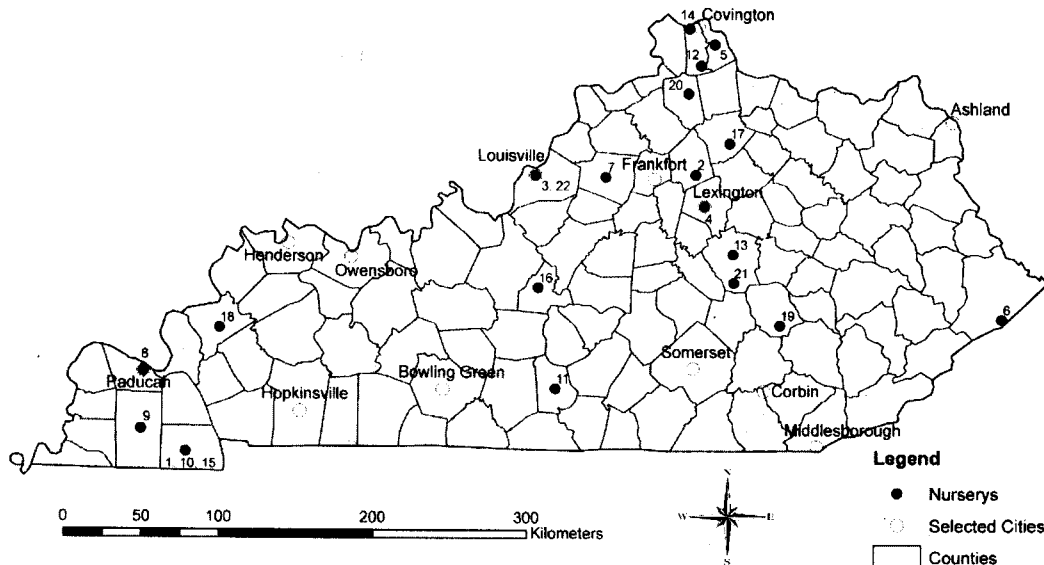 14 Covington
5
12
20
Ashland
17
Louisville
7
Frankfort
2
3, 22
Lexington
4
13
Henderson
Owensboro
16
21
18
19
6
8
Somerset
Paducah
Bowling Green
Hopkinsville
11
Corbin
9
Middlesborough
1, 10, 15
Legend
N
Nurserys
0 50 100 200 300
Kilometers
W E
Selected Cities
S
Counties